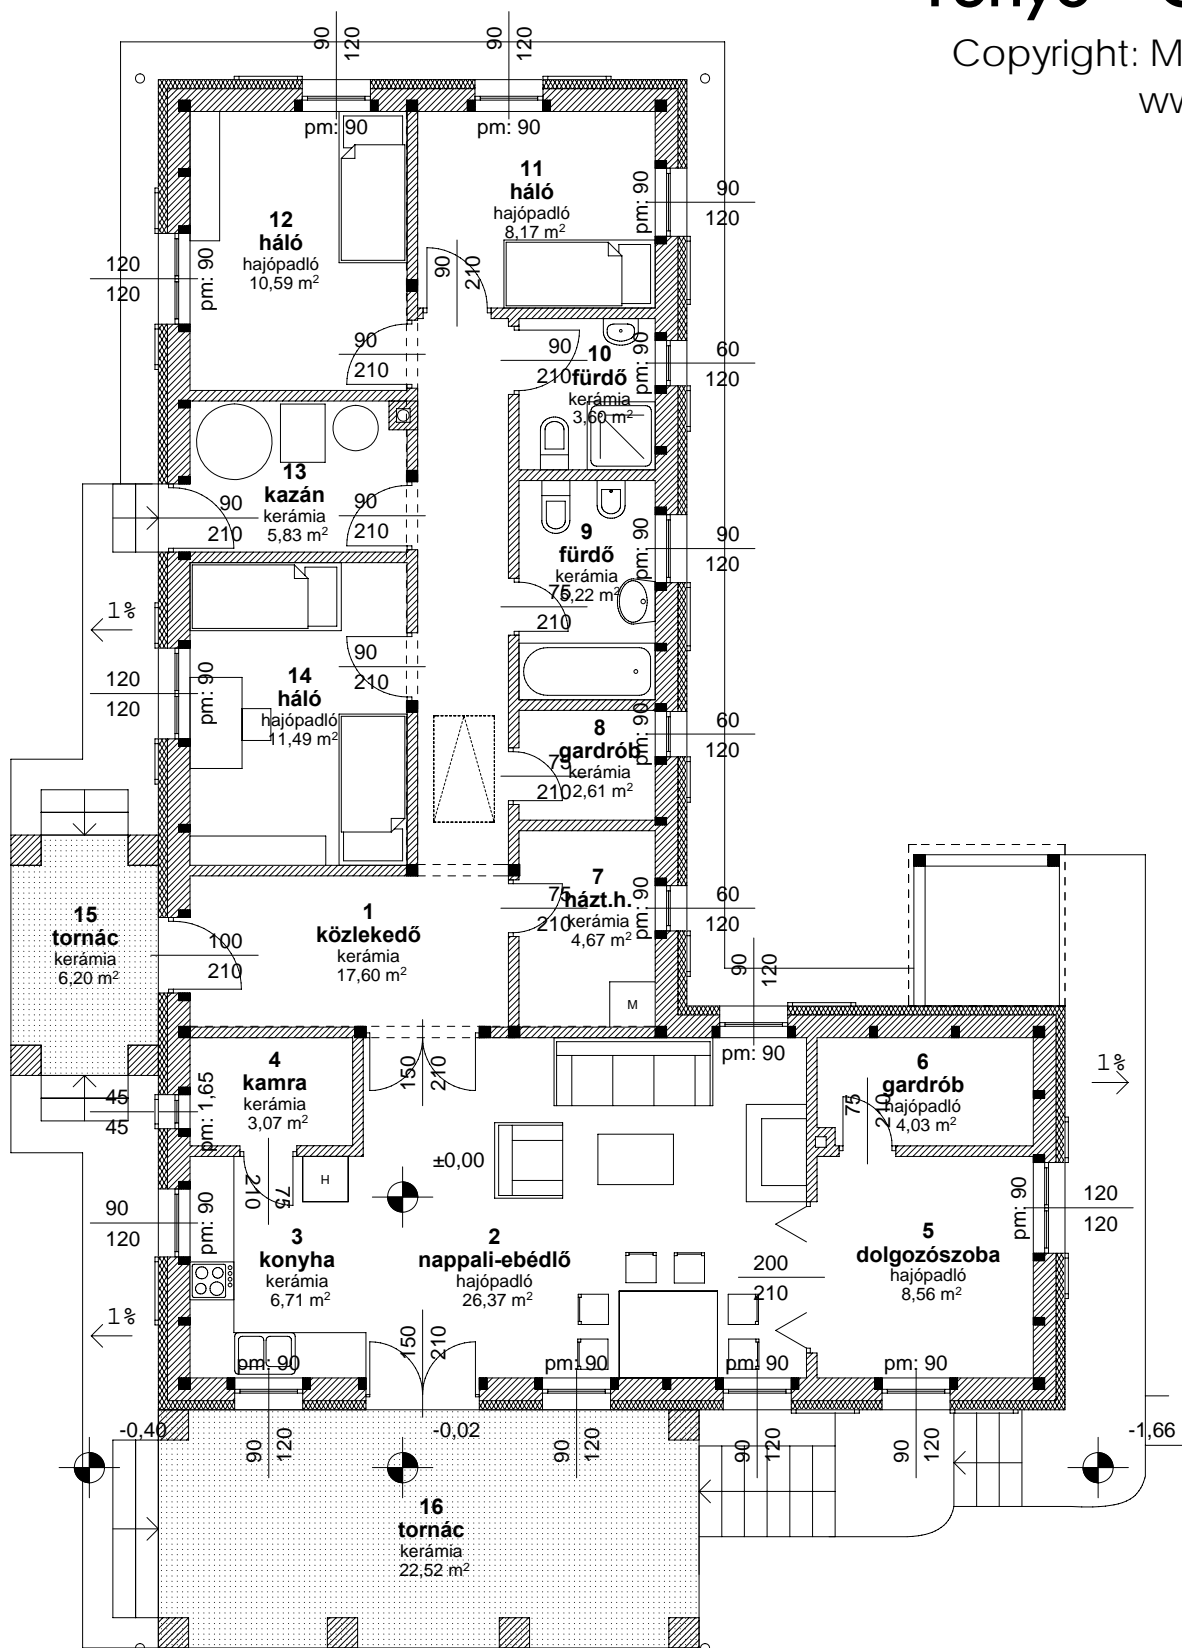 Copyright: M
90
120
90
120
pm: 90
pm: 90
11
háló
hajópadló
8,17 m²
pm: 90
90
120
12
háló
hajópadló
10,59 m²
120
120
pm: 90
90
210
90
210
90
210
10
fürdő
kerámia
3,60 m²
pm: 90
60
120
13
kazán
kerámia
5,83 m²
90
210
90
210
9
fürdő
kerámia
5,22 m²
pm: 90
90
120
75
210
1%
14
háló
hajópadló
11,49 m²
90
210
120
120
pm: 90
8
gardrób
kerámia
2,61 m²
75
210
pm: 90
60
120
7
házt.h.
kerámia
4,67 m²
75
210
pm: 90
60
120
M
15
tornác
kerámia
6,20 m²
100
210
1
közlekedő
kerámia
17,60 m²
90
120
pm: 90
4
kamra
kerámia
3,07 m²
45
45
pm: 1,65
150
210
6
gardrób
hajópadló
4,03 m²
75
210
1%
±0,00
H
210
75
90
120
pm: 90
3
konyha
kerámia
6,71 m²
2
nappali-ebédlő
hajópadló
26,37 m²
200
210
5
dolgozószoba
hajópadló
8,56 m²
pm: 90
120
120
1%
150
210
pm: 90
pm: 90
pm: 90
pm: 90
-0,40
-0,02
-1,66
90
120
90
120
90
120
90
120
16
tornác
kerámia
22,52 m²